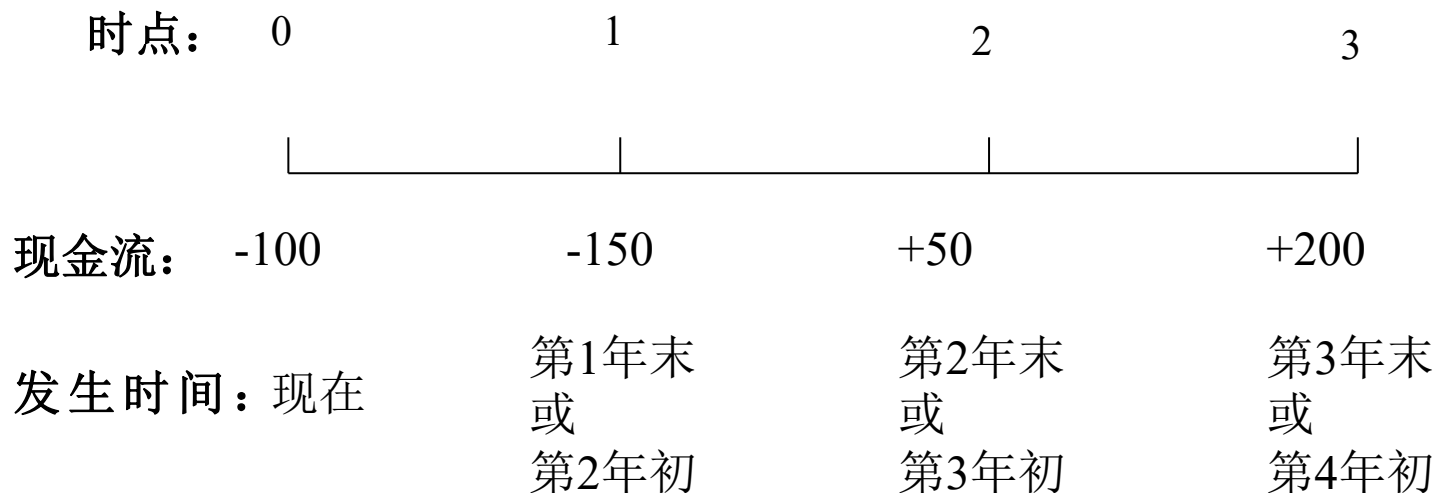 时点： 0 1 2 3
现金流： -100 -150 +50 +200
发生时间：现在
第1年末
或
第2年初
第2年末
或
第3年初
第3年末
或
第4年初